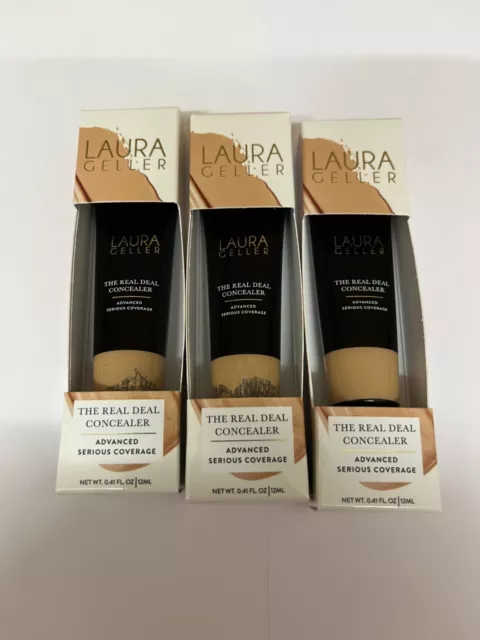 LAURA
GELLER
LAURA
GELLER
THE REAL DEAL
CONCEALER
ADVANCED
SERIOUS COVERAGE
THE REAL DEAL
CONCEALER
ADVANCED
SERIOUS COVERAGE
NET WT. 0.41 FL. OZ|12ML
LAURA
GELLER
LAURA
GELLER
THE REAL DEAL
CONCEALER
ADVANCED
SERIOUS COVERAGE
THE REAL DEAL
CONCEALER
ADVANCED
SERIOUS COVERAGE
NET WT. 0.41 FL. OZ|12ML
LAURA
GELLER
LAURA
GELLER
THE REAL DEAL
CONCEALER
ADVANCED
SERIOUS COVERAGE
THE REAL DEAL
CONCEALER
ADVANCED
SERIOUS COVERAGE
NET WT. 0.41 FL. OZ|12ML